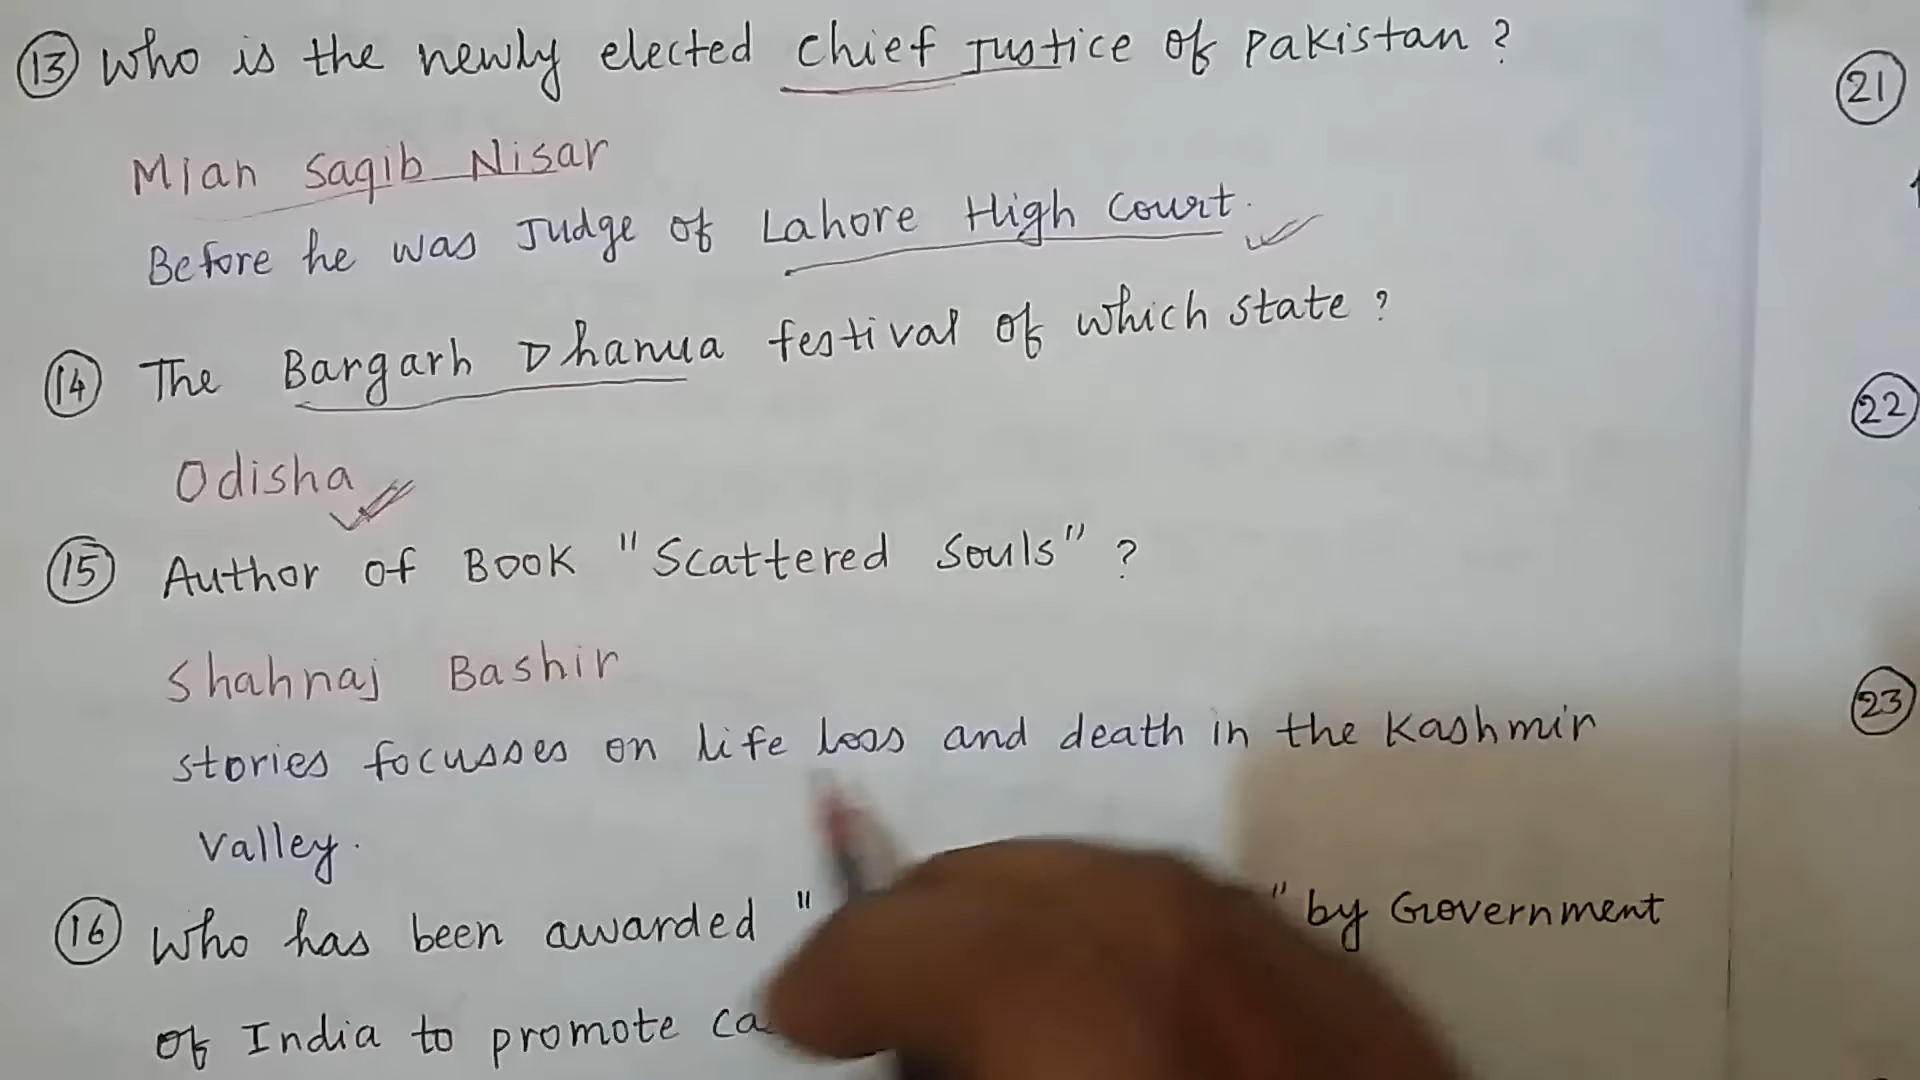 13 Who is the newly elected chief Justice of Pakistan ?
Mian Saqib Nisar
Before he was Judge of Lahore High Court.
14 The Bargarh Dhanua festival of which state ?
Odisha
15 Author of Book "Scattered Souls" ?
Shahnaj Bashir
stories focusses on life loss and death in the Kashmir
valley.
16 Who has been awarded " " by Government
of India to promote
21
22
23